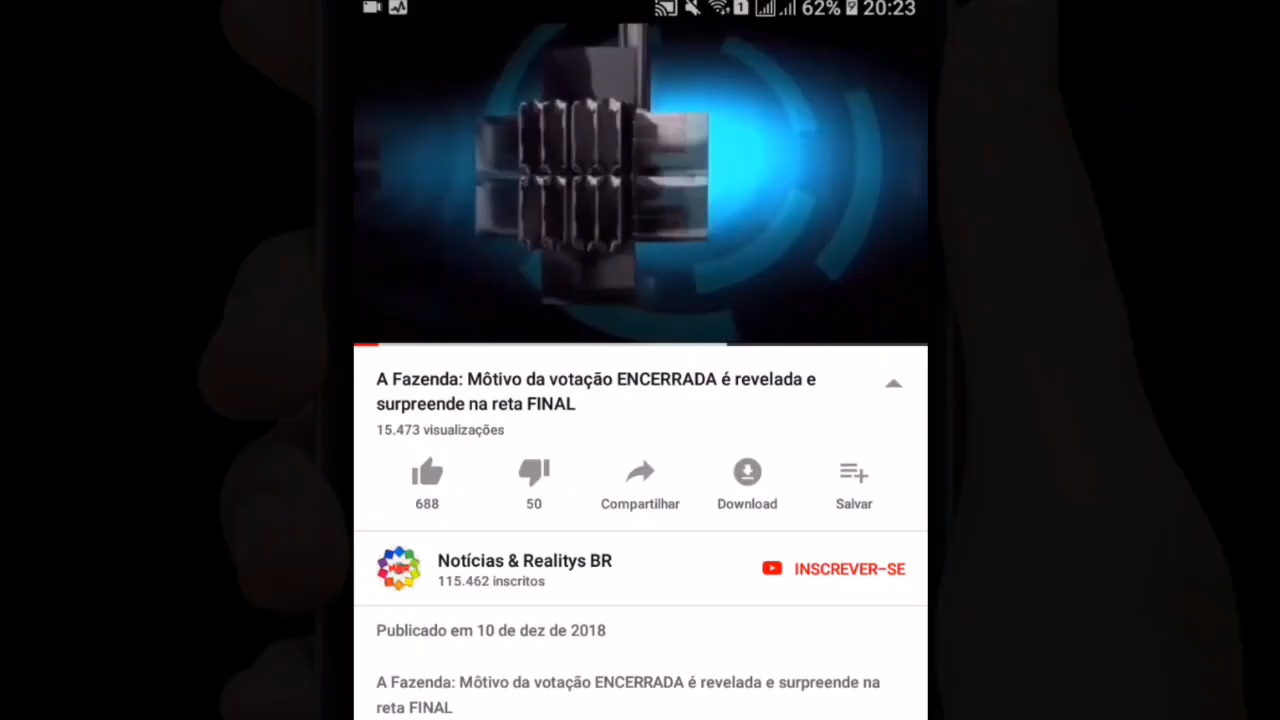 1 62% 20:23
A Fazenda: Môtivo da votação ENCERRADA é revelada e
surpreende na reta FINAL
15.473 visualizações
688
50
Compartilhar
Download
Salvar
Notícias & Realitys BR
115.462 inscritos
INSCREVER-SE
Publicado em 10 de dez de 2018
A Fazenda: Môtivo da votação ENCERRADA é revelada e surpreende na
reta FINAL